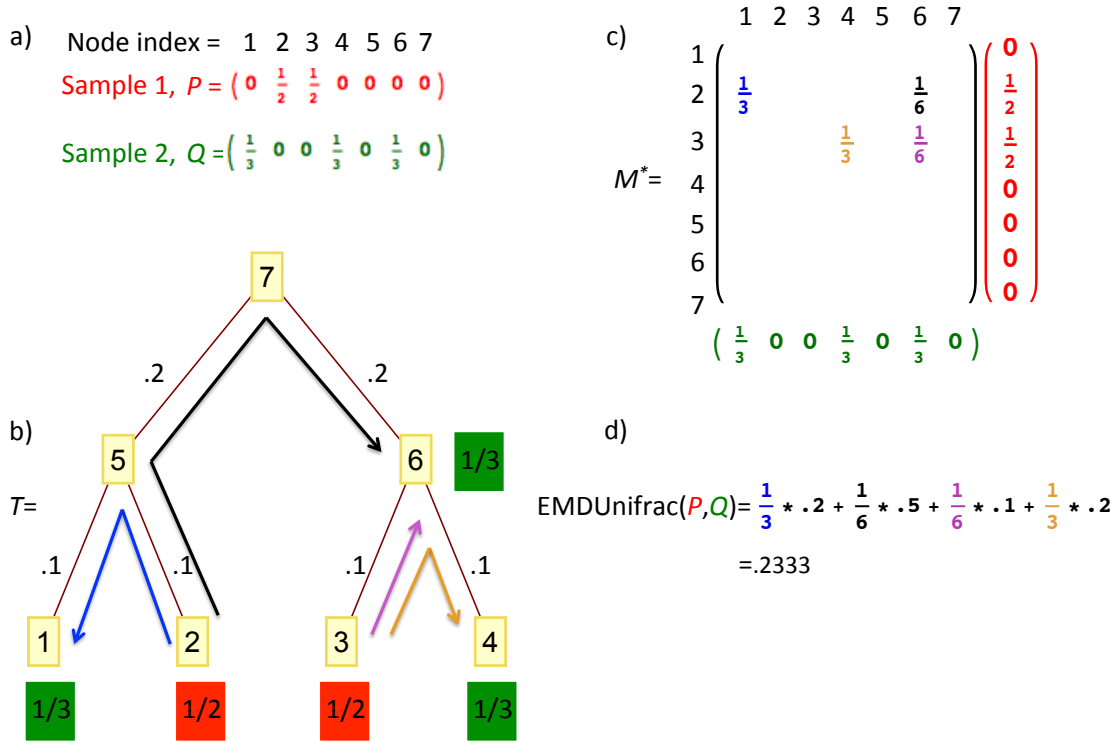 a)
Node index = 1 2 3 4 5 6 7
Sample 1, P = ( 0 1/2 1/2 0 0 0 0 )
Sample 2, Q = ( 1/3 0 0 1/3 0 1/3 0 )
b)
T=
7
.2 .2
5 6 1/3
.1 .1 .1 .1
1 2 3 4
1/3 1/2 1/2 1/3
c)
1 2 3 4 5 6 7
M*=
1 0
2 1/3 1/6 1/2
3 1/3 1/6 1/2
4 0
5 0
6 0
7 0
( 1/3 0 0 1/3 0 1/3 0 )
d)
EMDUnifrac(P,Q)= 1/3 * .2 + 1/6 * .5 + 1/6 * .1 + 1/3 * .2
=.2333